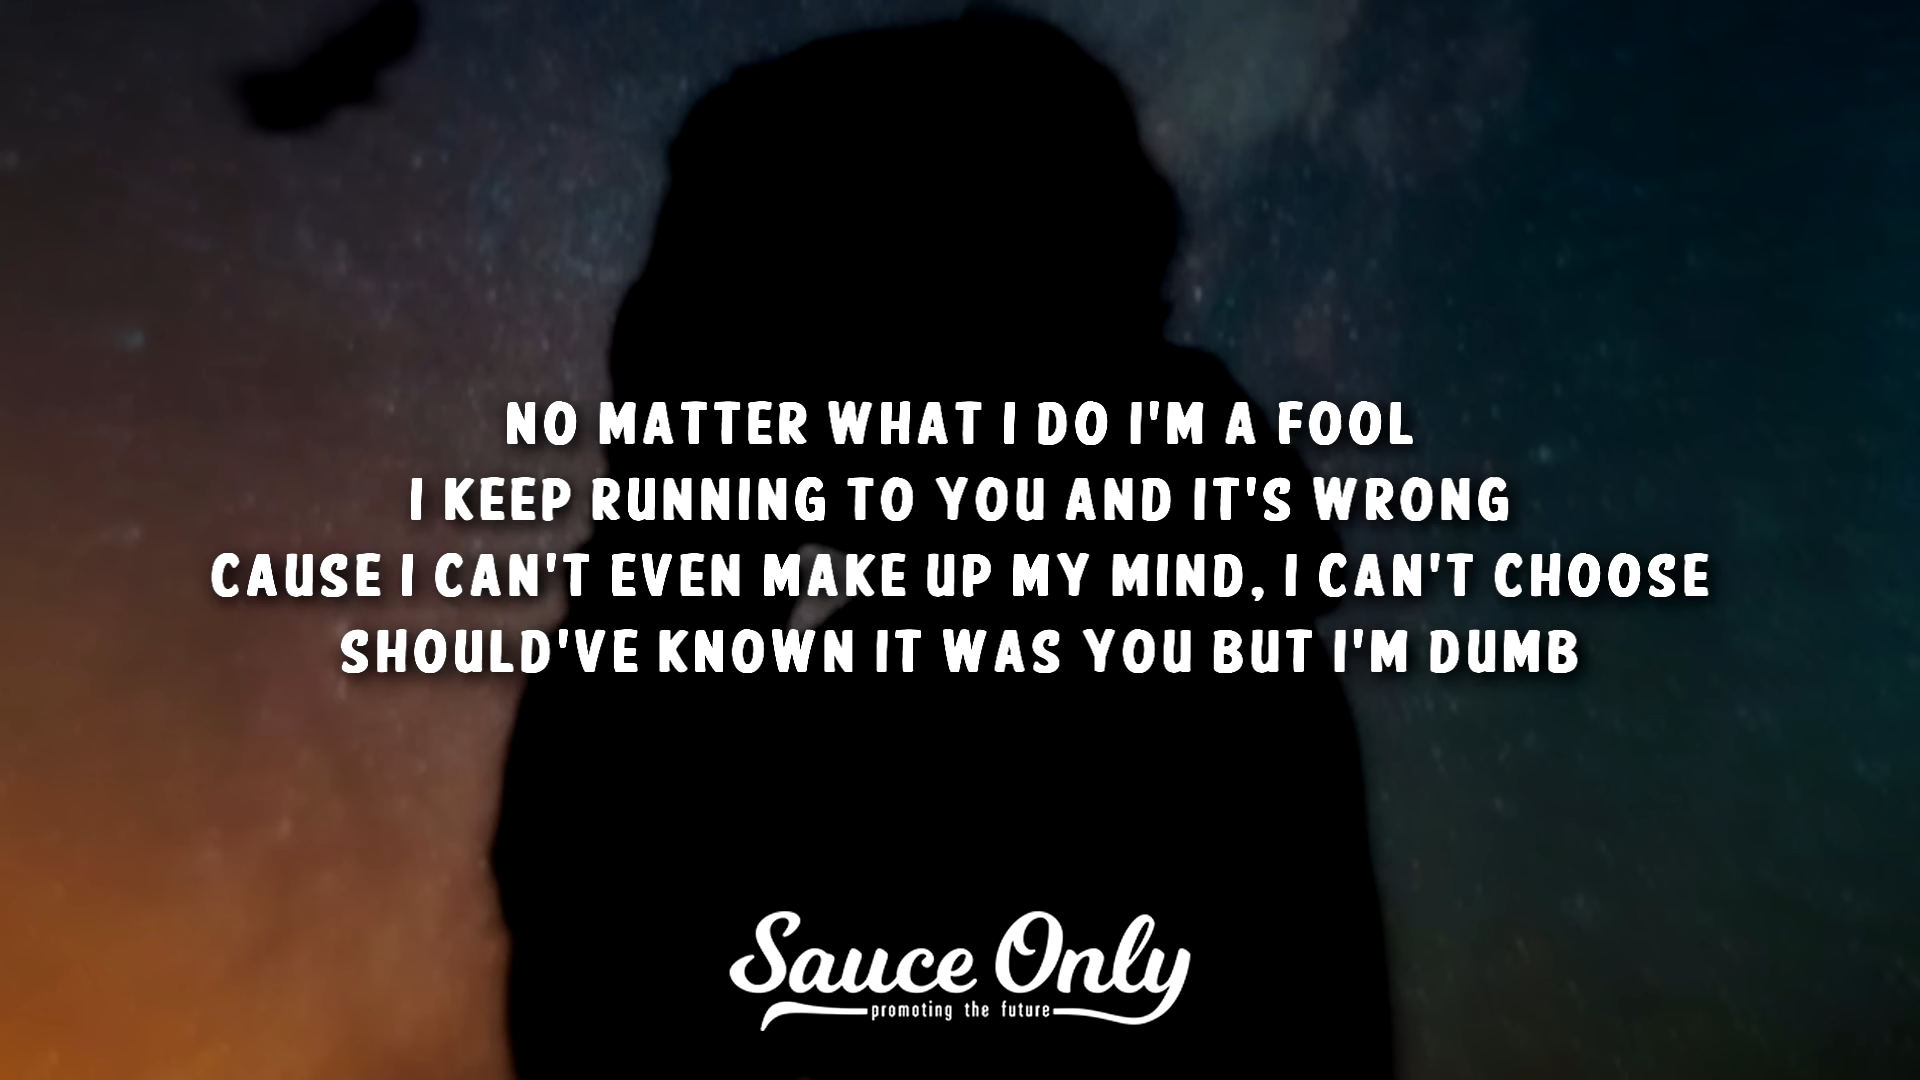 NO MATTER WHAT I DO I'M A FOOL
I KEEP RUNNING TO YOU AND IT'S WRONG
CAUSE I CAN'T EVEN MAKE UP MY MIND, I CAN'T CHOOSE
SHOULD'VE KNOWN IT WAS YOU BUT I'M DUMB
Sauce Only
promoting the future